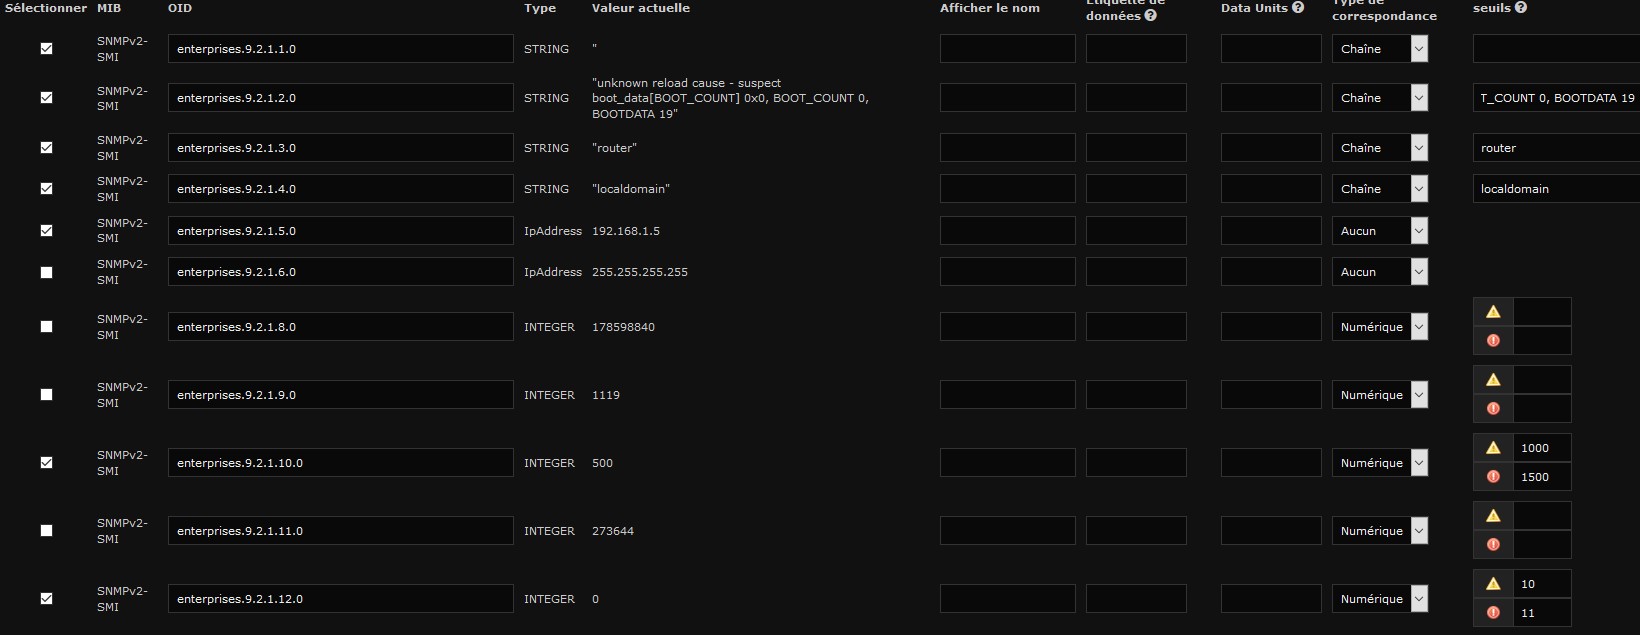 Sélectionner MIB OID Type Valeur actuelle Afficher le nom Étiquette de données Data Units Type de correspondance seuils
SNMPv2-SMI enterprises.9.2.1.1.0 STRING " Chaîne
SNMPv2-SMI enterprises.9.2.1.2.0 STRING "unknown reload cause - suspect
boot_data[BOOT_COUNT] 0x0, BOOT_COUNT 0,
BOOTDATA 19" Chaîne T_COUNT 0, BOOTDATA 19
SNMPv2-SMI enterprises.9.2.1.3.0 STRING "router" Chaîne router
SNMPv2-SMI enterprises.9.2.1.4.0 STRING "localdomain" Chaîne localdomain
SNMPv2-SMI enterprises.9.2.1.5.0 IpAddress 192.168.1.5 Aucun
SNMPv2-SMI enterprises.9.2.1.6.0 IpAddress 255.255.255.255 Aucun
SNMPv2-SMI enterprises.9.2.1.8.0 INTEGER 178598840 Numérique
SNMPv2-SMI enterprises.9.2.1.9.0 INTEGER 1119 Numérique
SNMPv2-SMI enterprises.9.2.1.10.0 INTEGER 500 Numérique 1000
1500
SNMPv2-SMI enterprises.9.2.1.11.0 INTEGER 273644 Numérique
SNMPv2-SMI enterprises.9.2.1.12.0 INTEGER 0 Numérique 10
11